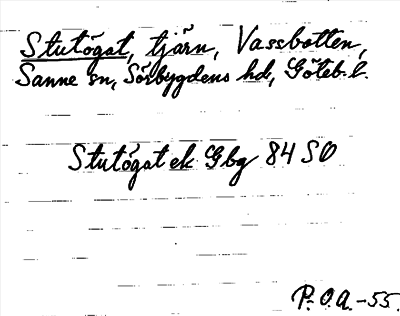 Stutögat, tjärn, Vassbotten,
Sanne sn, Sörbygdens hd, Göteb. l.
Stutögat ek Gbg 84 SO
P.O.A.-55.